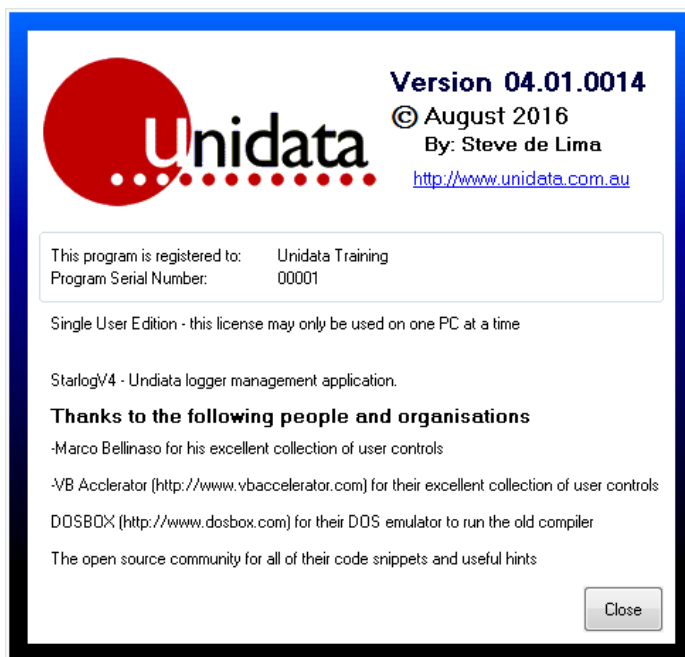 unidata
Version 04.01.0014
© August 2016
By: Steve de Lima
http://www.unidata.com.au
This program is registered to: Unidata Training
Program Serial Number: 00001
Single User Edition - this license may only be used on one PC at a time
StarlogV4 - Undiata logger management application.
Thanks to the following people and organisations
-Marco Bellinaso for his excellent collection of user controls
-VB Acclerator (http://www.vbaccelerator.com) for their excellent collection of user controls
DOSBOX (http://www.dosbox.com) for their DOS emulator to run the old compiler
The open source community for all of their code snippets and useful hints
Close